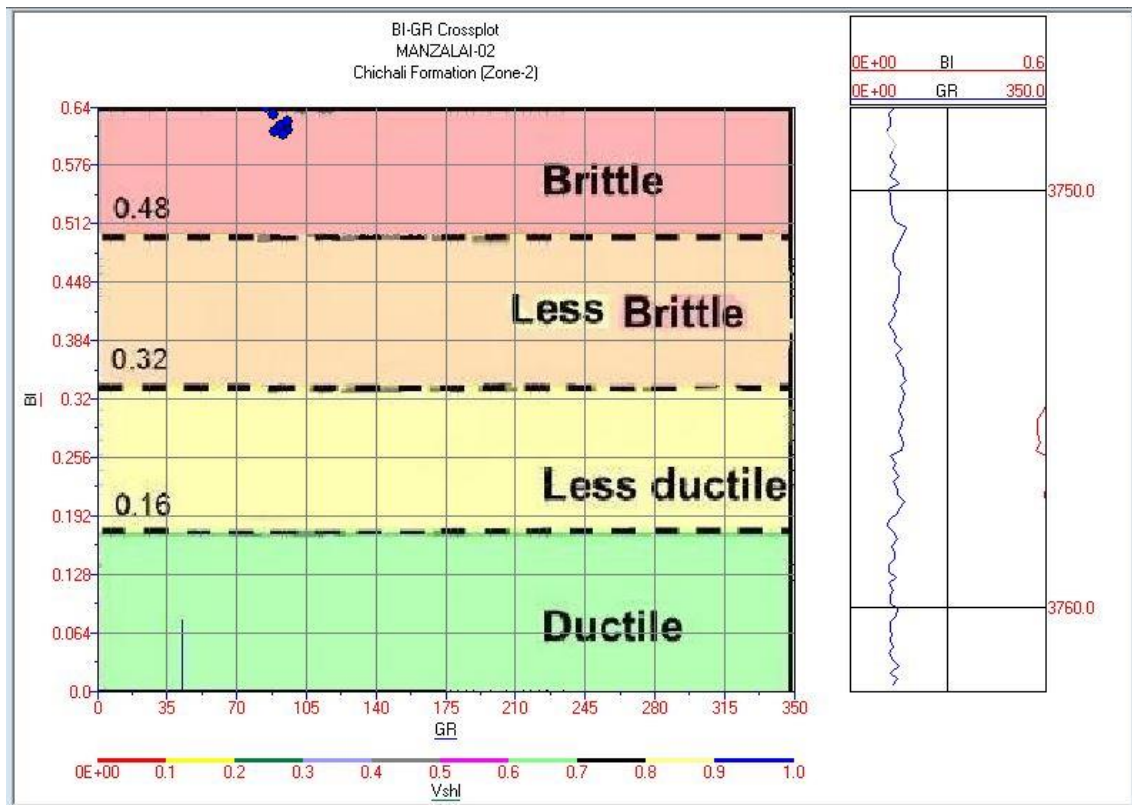 BI-GR Crossplot
MANZALAI-02
Chichali Formation (Zone-2)
0E+00 BI 0.6
0E+00 GR 350.0
0.64
0.576
0.512
0.448
0.384
0.32
0.256
0.192
0.128
0.064
0.0
BI
Brittle
0.48
Less Brittle
0.32
Less ductile
0.16
Ductile
3750.0
3760.0
0 35 70 105 140 175 210 245 280 315 350
GR
0E+00 0.1 0.2 0.3 0.4 0.5 0.6 0.7 0.8 0.9 1.0
Vshl